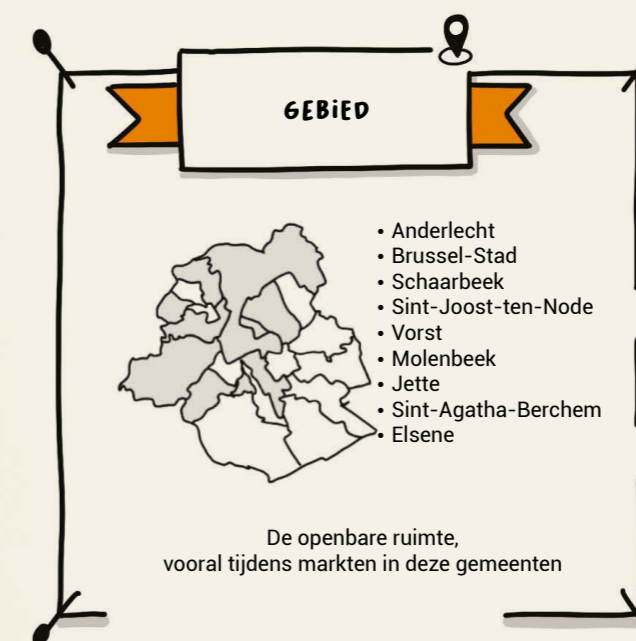 GEBIED
• Anderlecht
• Brussel-Stad
• Schaarbeek
• Sint-Joost-ten-Node
• Vorst
• Molenbeek
• Jette
• Sint-Agatha-Berchem
• Elsene
De openbare ruimte,
vooral tijdens markten in deze gemeenten